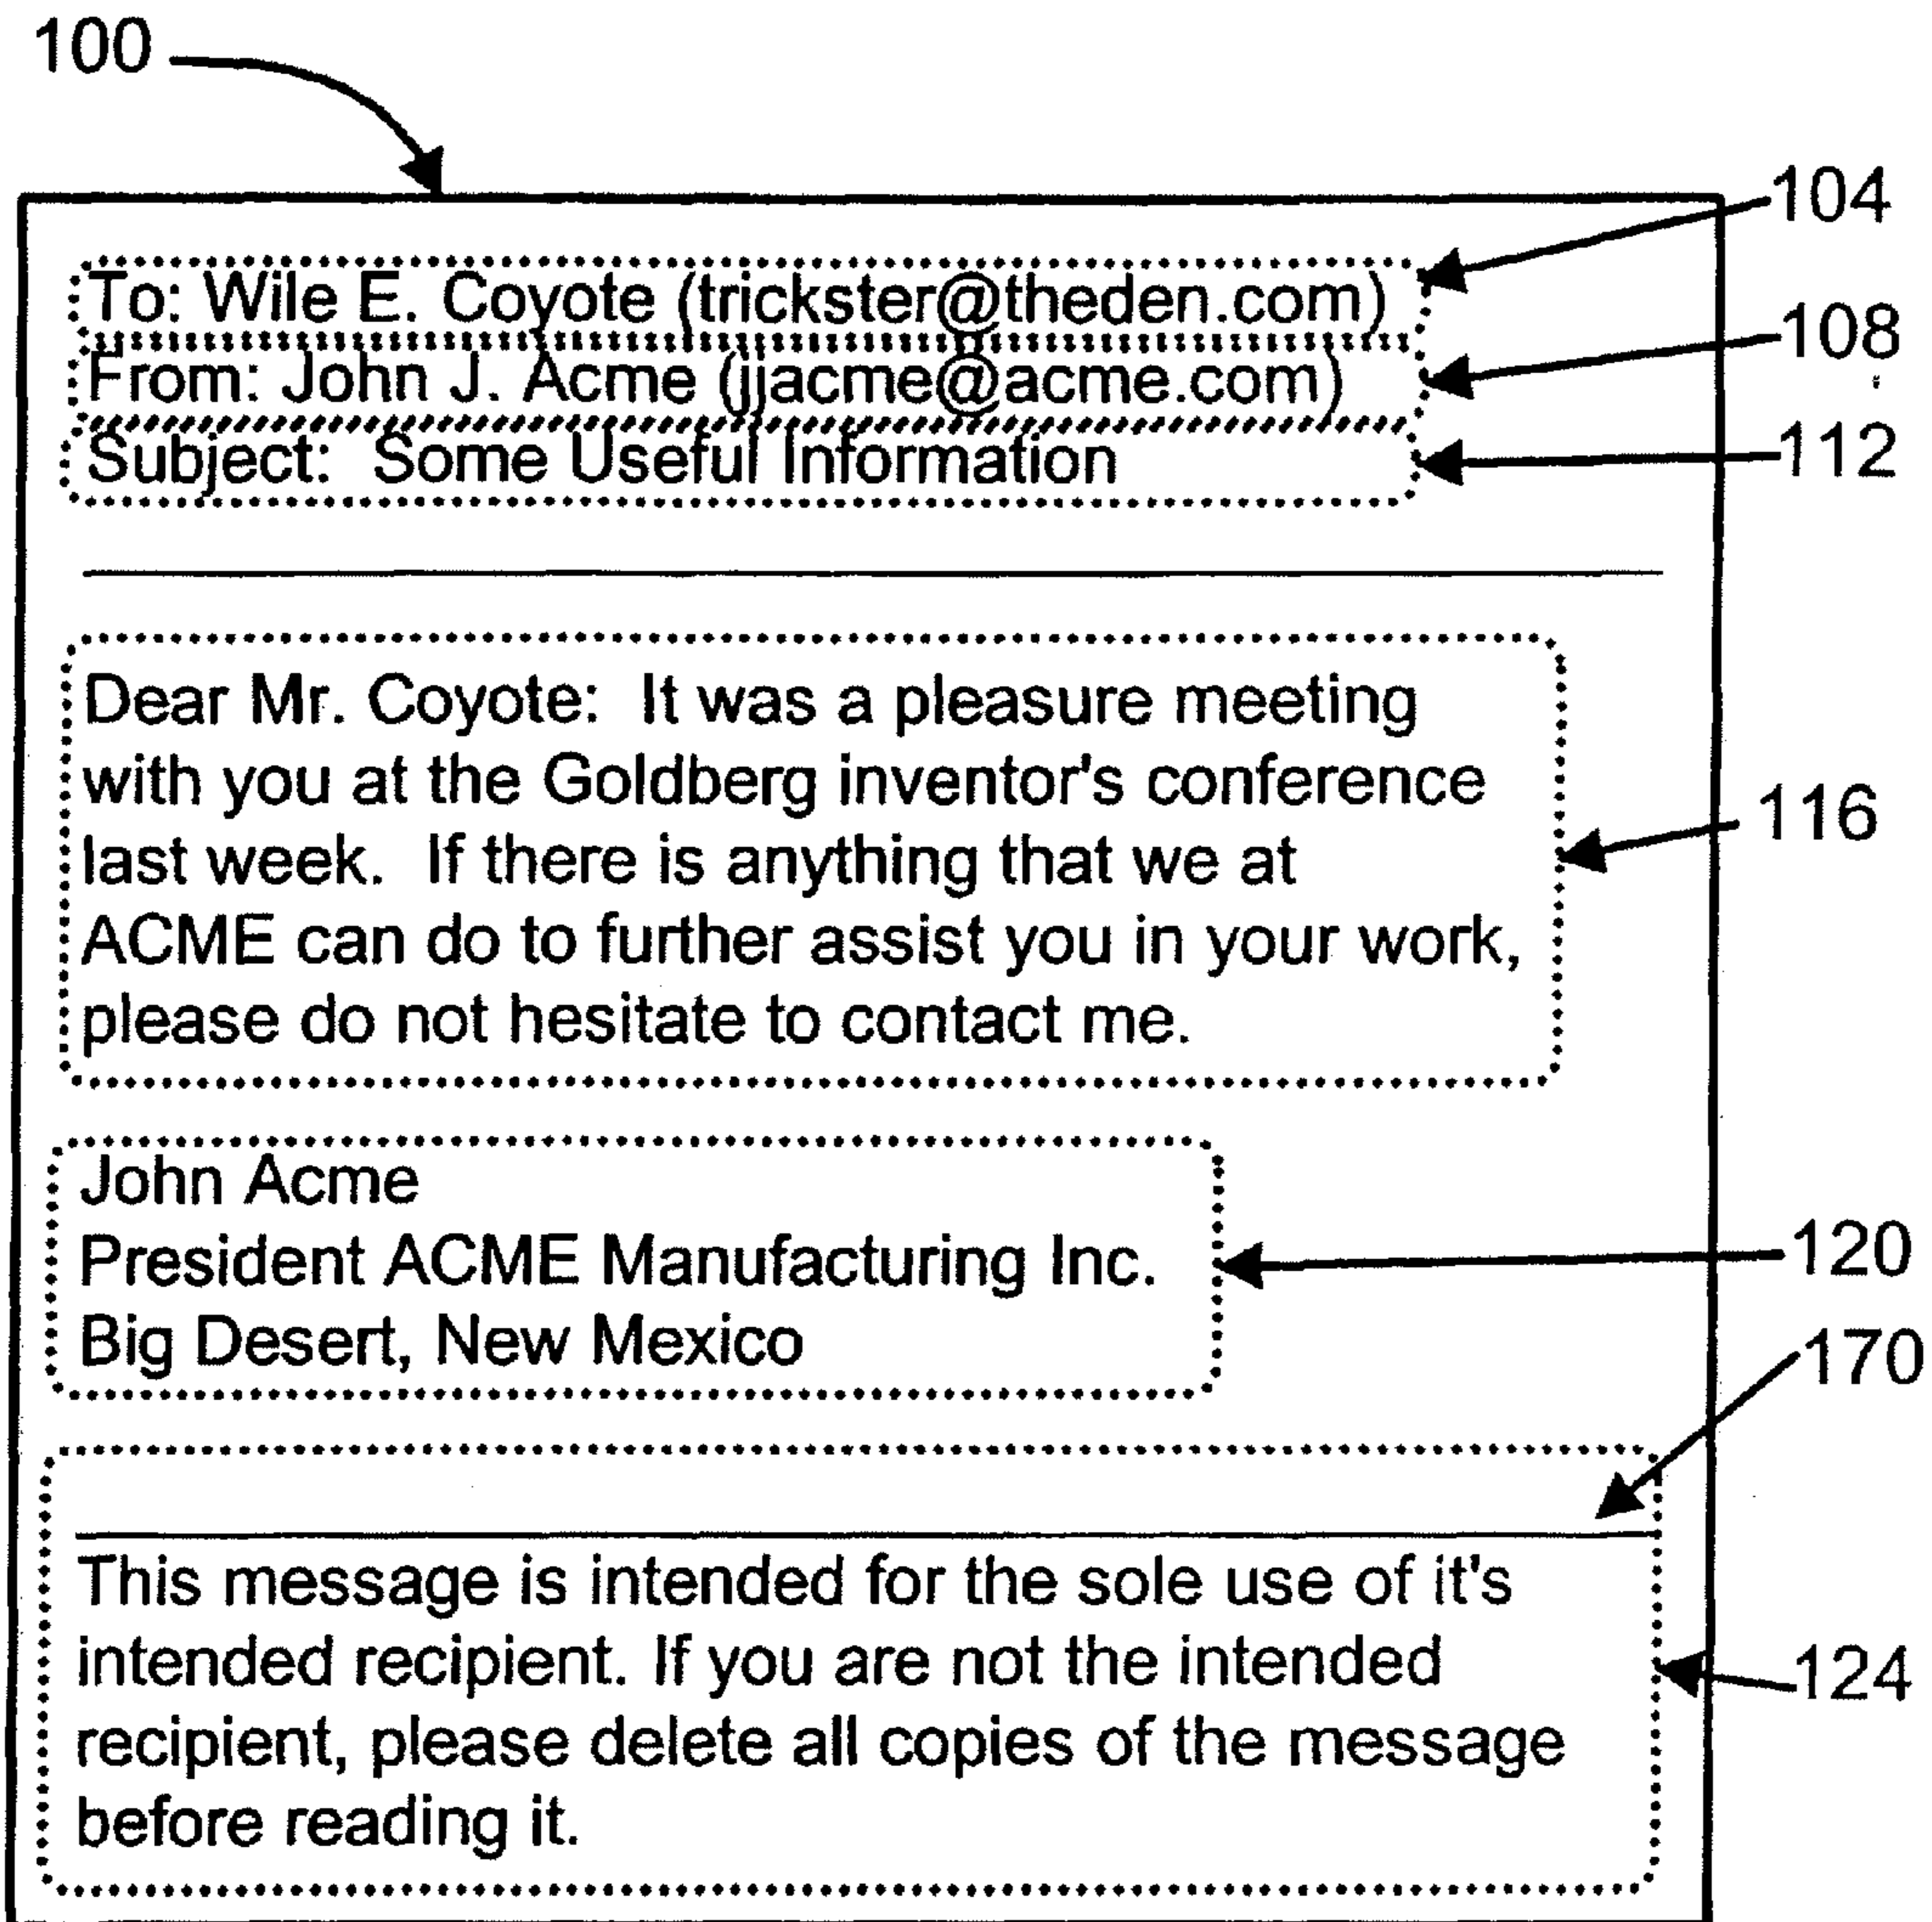 100
104
To: Wile E. Coyote (trickster@theden.com)
108
From: John J. Acme (jjacme@acme.com)
112
Subject: Some Useful Information
Dear Mr. Coyote: It was a pleasure meeting
with you at the Goldberg inventor's conference
116
last week. If there is anything that we at
ACME can do to further assist you in your work,
please do not hesitate to contact me.
John Acme
120
President ACME Manufacturing Inc.
Big Desert, New Mexico
170
This message is intended for the sole use of it's
intended recipient. If you are not the intended
124
recipient, please delete all copies of the message
before reading it.